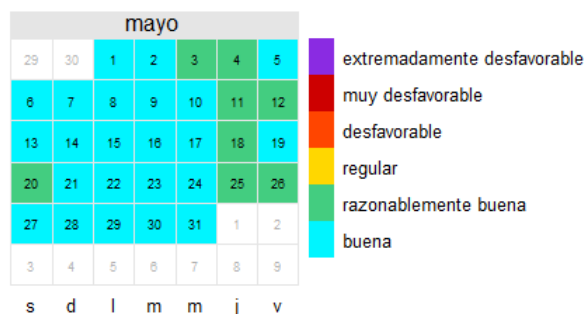 mayo
29 30 1 2 3 4 5
6 7 8 9 10 11 12
13 14 15 16 17 18 19
20 21 22 23 24 25 26
27 28 29 30 31 1 2
3 4 5 6 7 8 9
s d l m m j v
extremadamente desfavorable
muy desfavorable
desfavorable
regular
razonablemente buena
buena